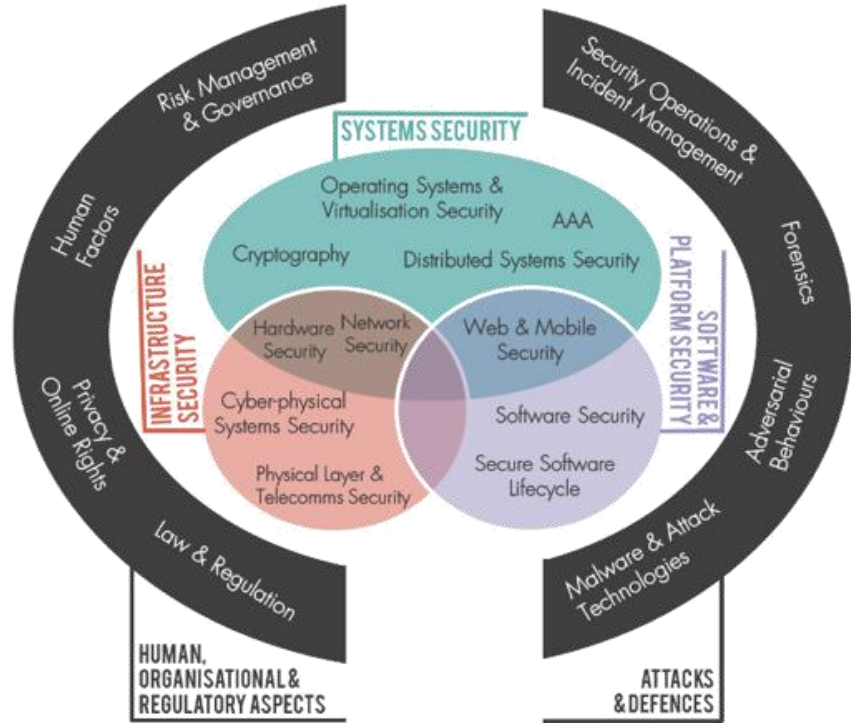 Risk Management
& Governance
Human
Factors
Privacy &
Online Rights
Law & Regulation
HUMAN,
ORGANISATIONAL &
REGULATORY ASPECTS
SYSTEMS SECURITY
Operating Systems &
Virtualisation Security
AAA
Cryptography
Distributed Systems Security
INFRASTRUCTURE
SECURITY
Hardware
Security
Network
Security
Cyber-physical
Systems Security
Physical Layer &
Telecomms Security
Web & Mobile
Security
Software Security
Secure Software
Lifecycle
SOFTWARE &
PLATFORM SECURITY
Security Operations &
Incident Management
Forensics
Adversarial
Behaviours
Malware & Attack
Technologies
ATTACKS
& DEFENCES